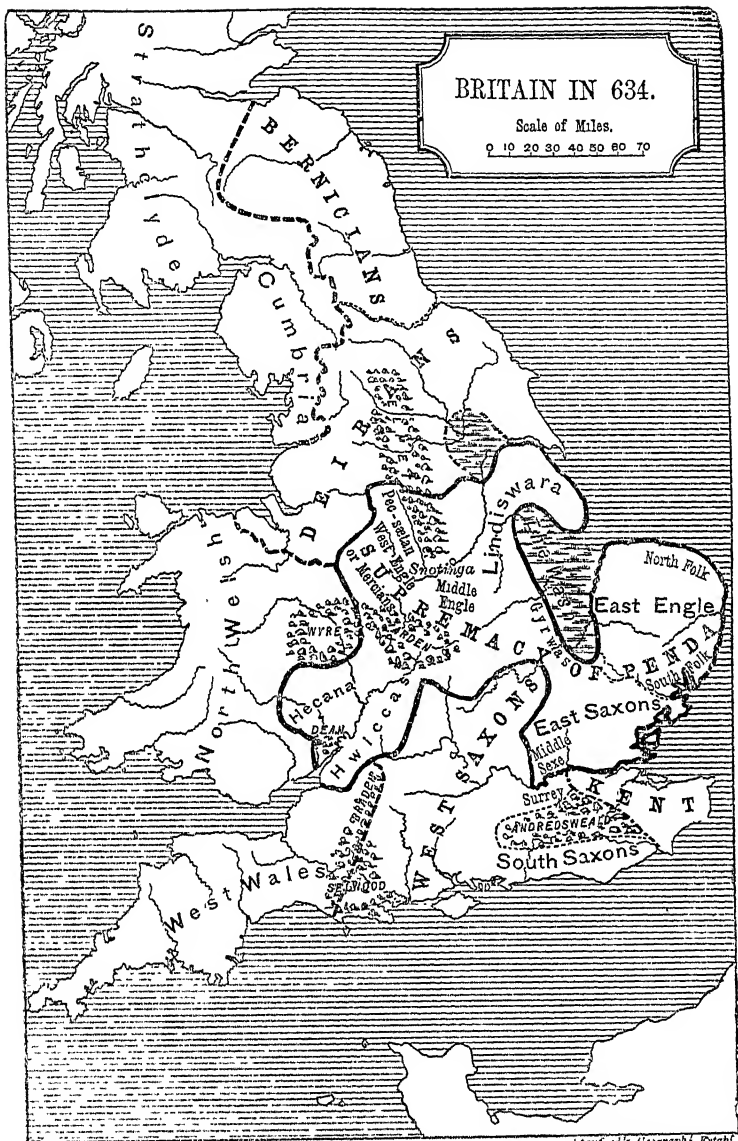 BRITAIN IN 634.
Scale of Miles.
0 10 20 30 40 50 60 70
Strathclyde
BERNICIANS
Cumbria
DEIRANS
Lindiswara
Pec-sætan
West Engle
or Mercians
Snotinga
Middle
Engle
SUPREMACY OF PENDA
North Folk
East Engle
South Folk
Gyrwas
North Welsh
WYRE
ARDEN
Hecana
DEAN
Hwiccas
East Saxons
Middle
Sexe
WEST SAXONS
Surrey
KENT
ANDREDSWEALD
South Saxons
SELWOOD
West Wales